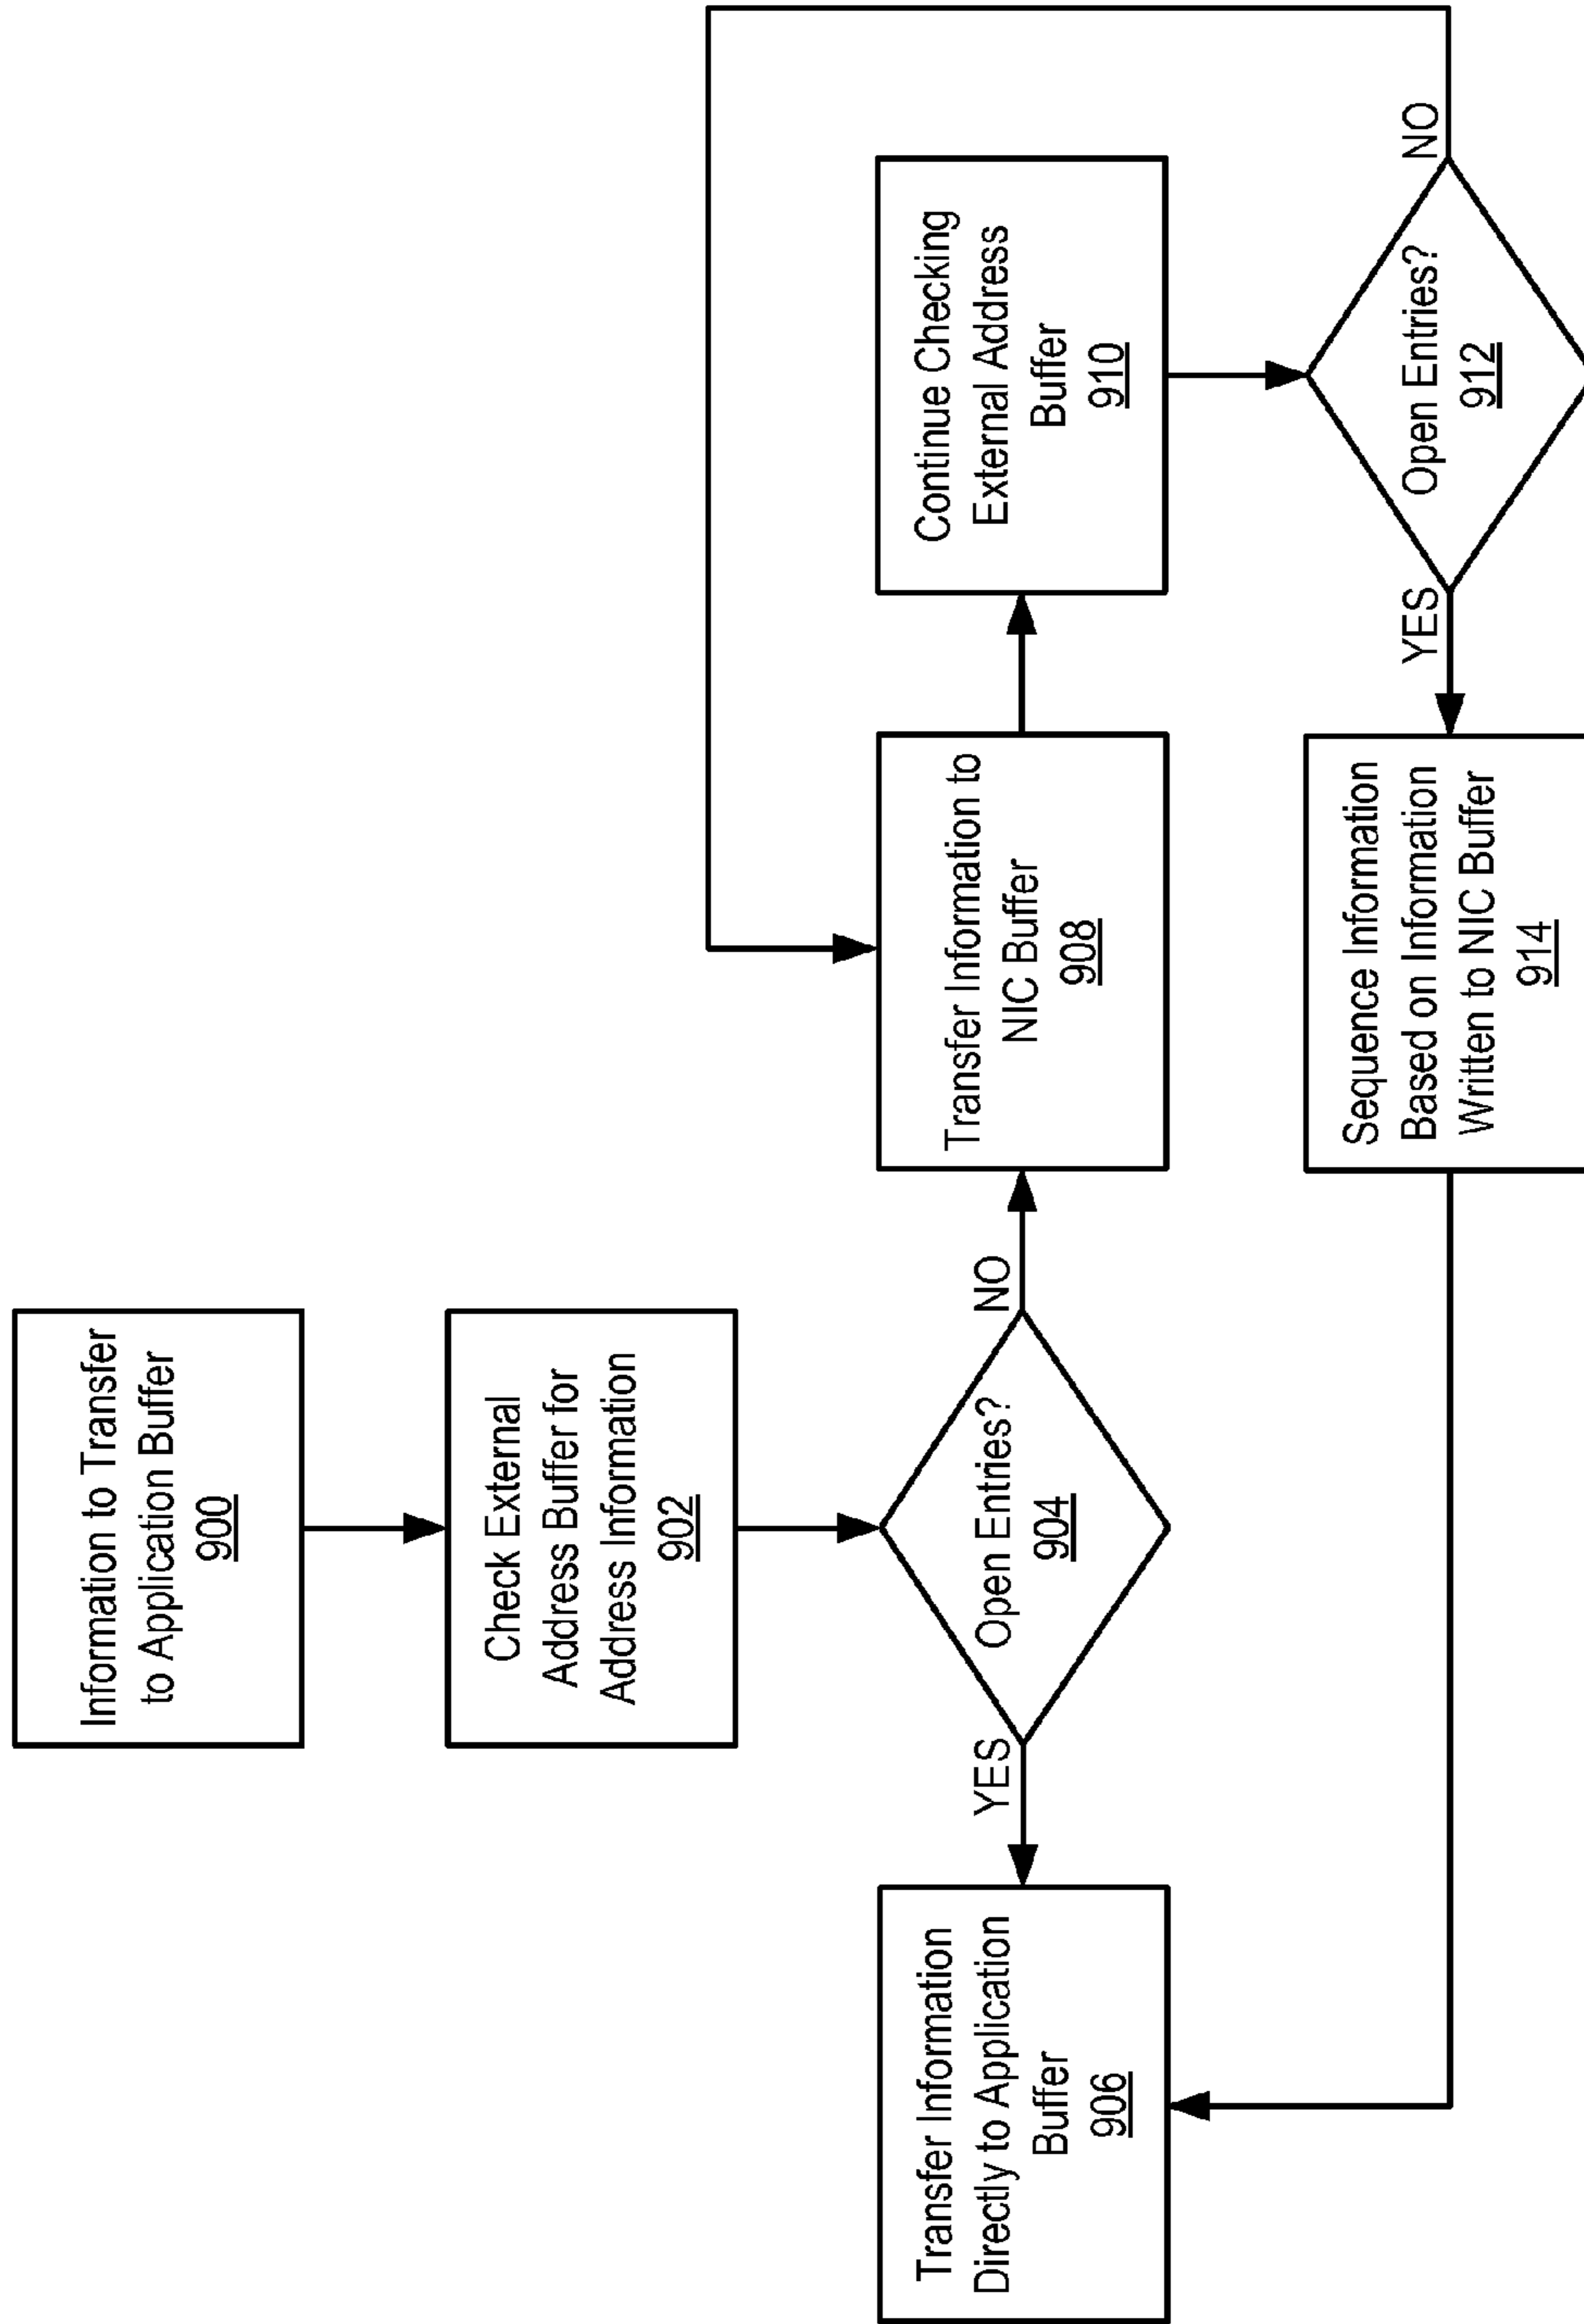 Information to Transfer
to Application Buffer
900
Check External
Address Buffer for
Address Information
902
Open Entries?
904
YES
NO
Transfer Information
Directly to Application
Buffer
906
Transfer Information to
NIC Buffer
908
Continue Checking
External Address
Buffer
910
Open Entries?
912
YES
NO
Sequence Information
Based on Information
Written to NIC Buffer
914